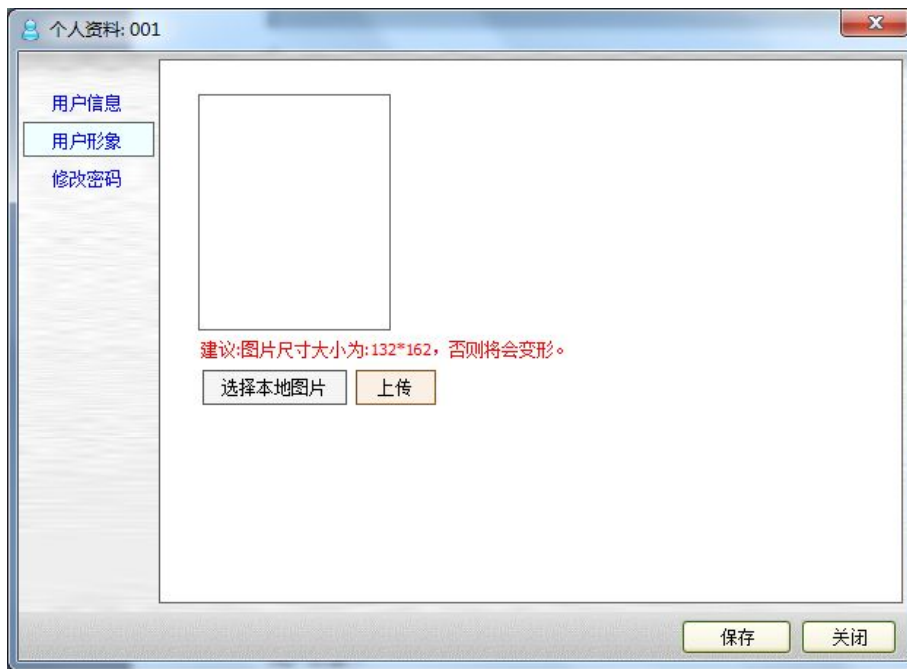 个人资料: 001
X
用户信息
用户形象
修改密码
建议:图片尺寸大小为:132*162，否则将会变形。
选择本地图片 上传
保存 关闭